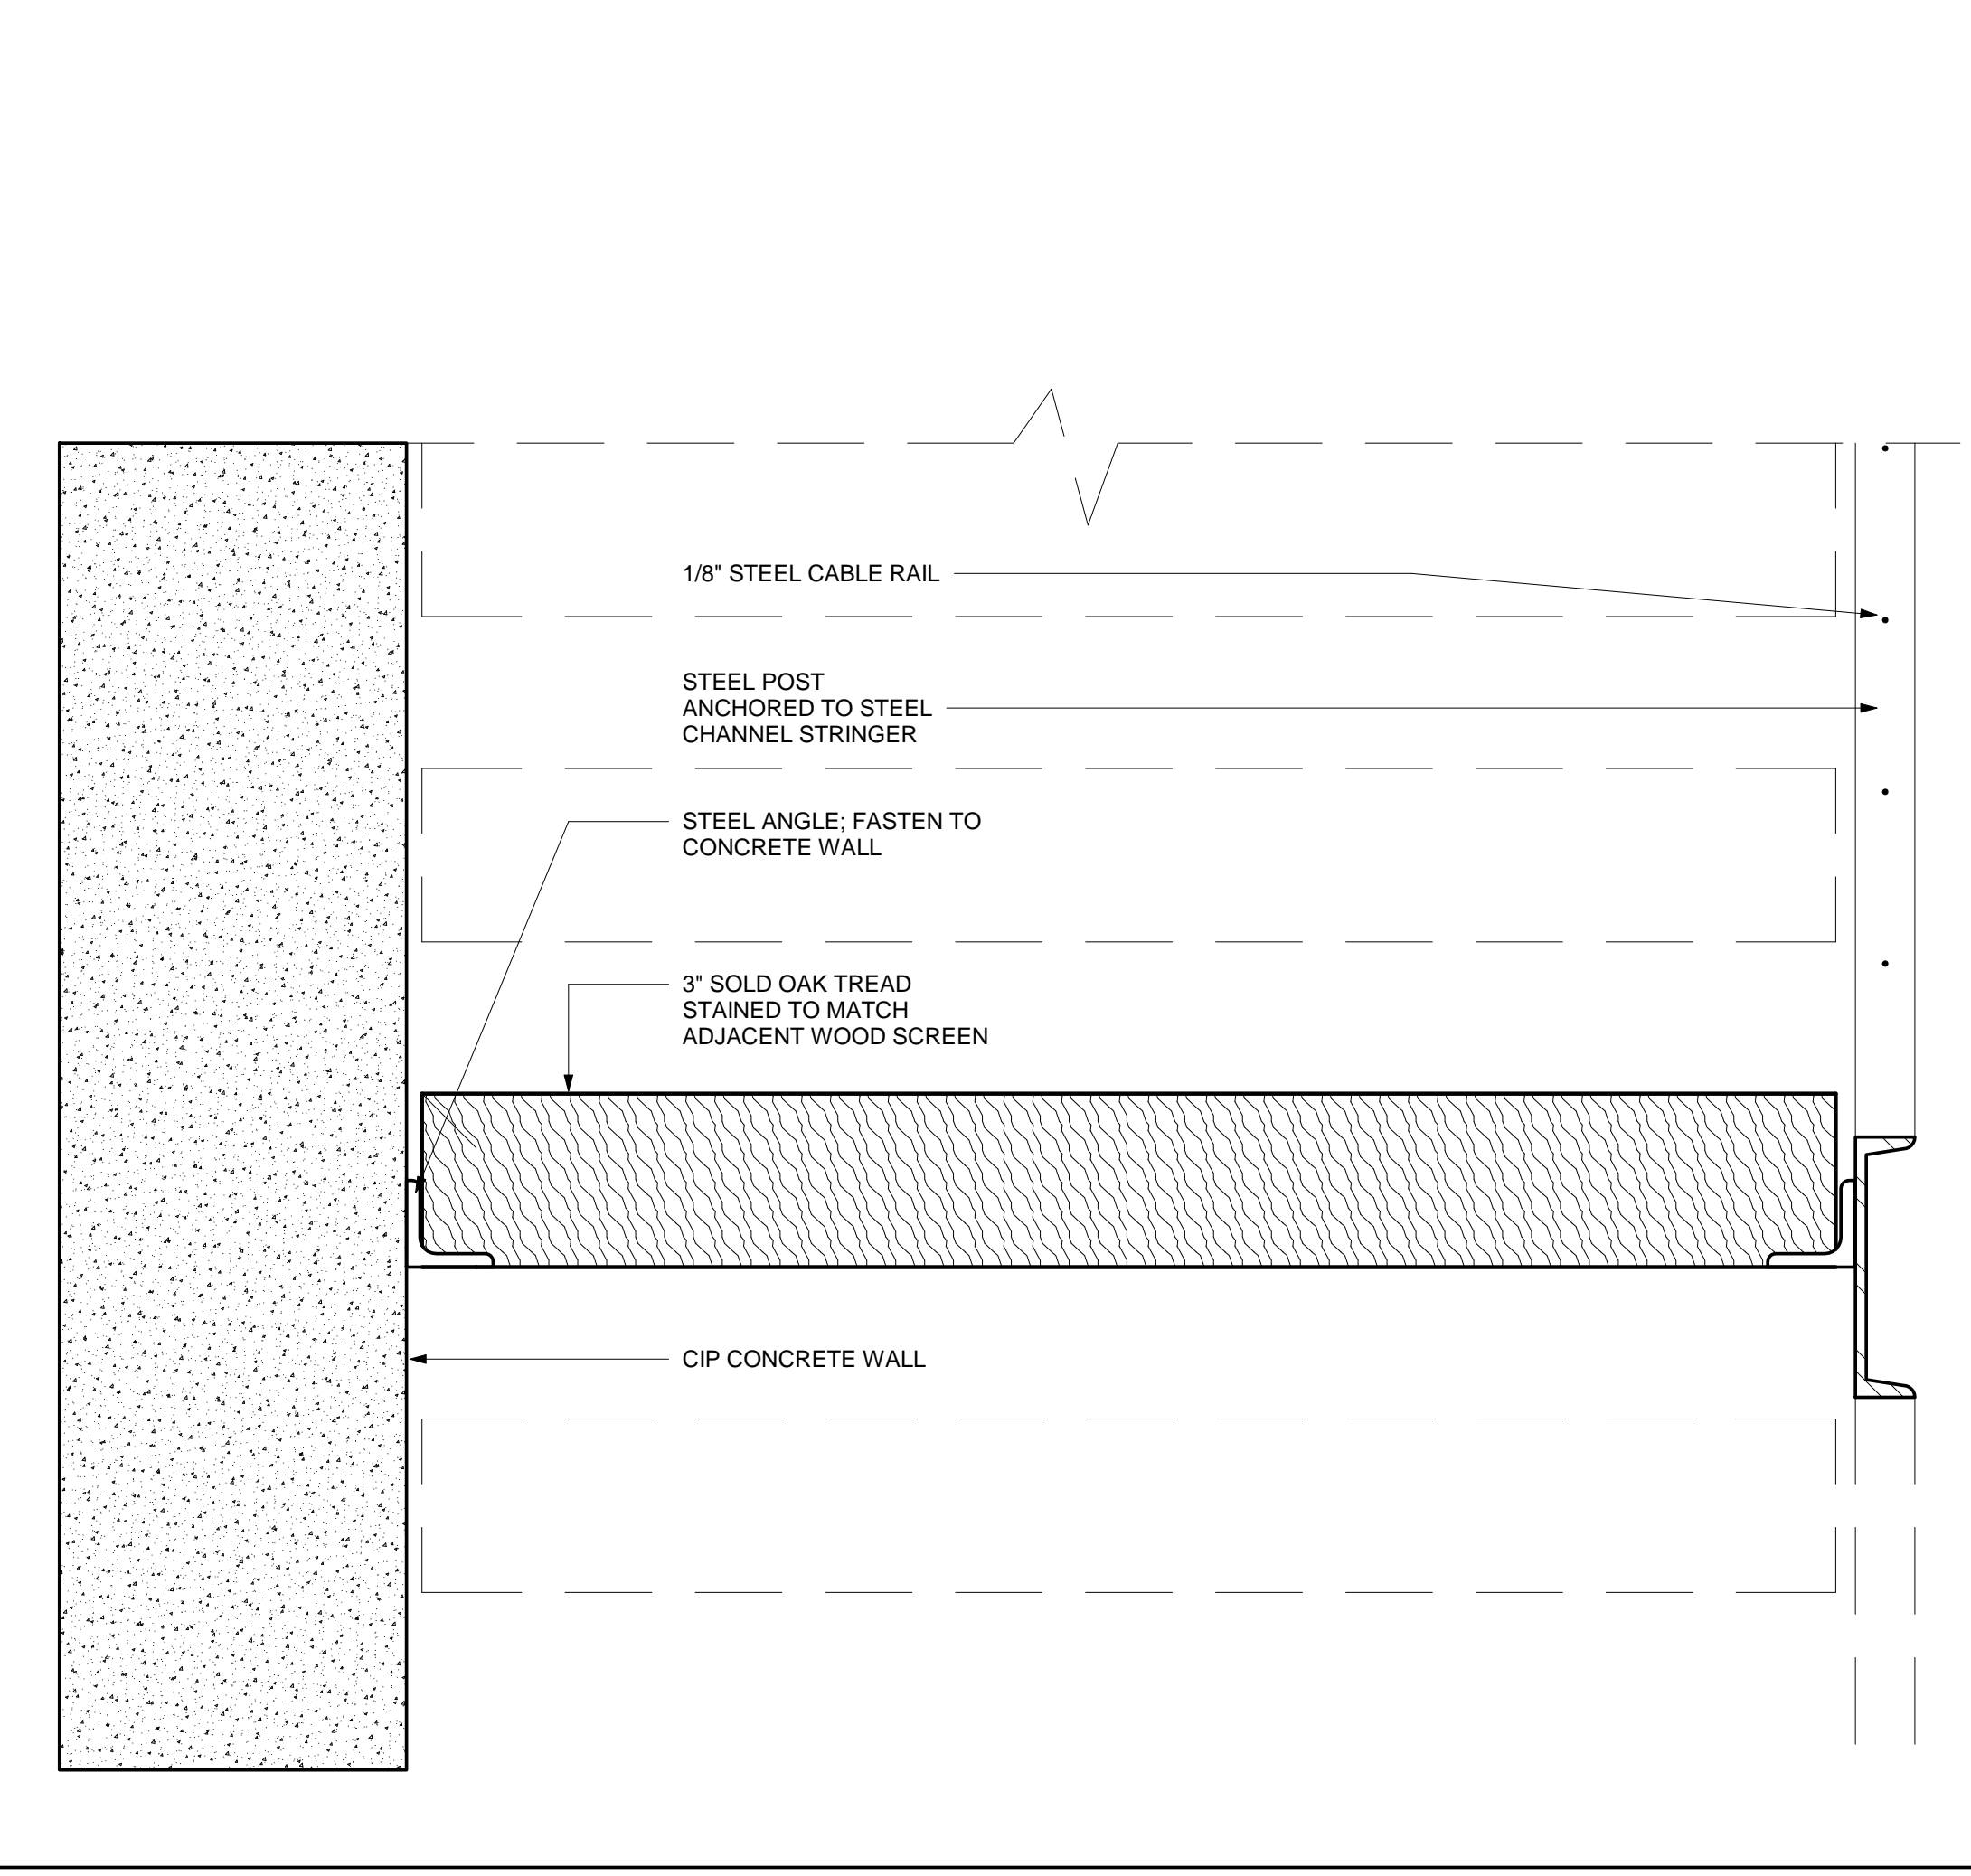 1/8" STEEL CABLE RAIL
STEEL POST
ANCHORED TO STEEL
CHANNEL STRINGER
STEEL ANGLE; FASTEN TO
CONCRETE WALL
3" SOLD OAK TREAD
STAINED TO MATCH
ADJACENT WOOD SCREEN
CIP CONCRETE WALL